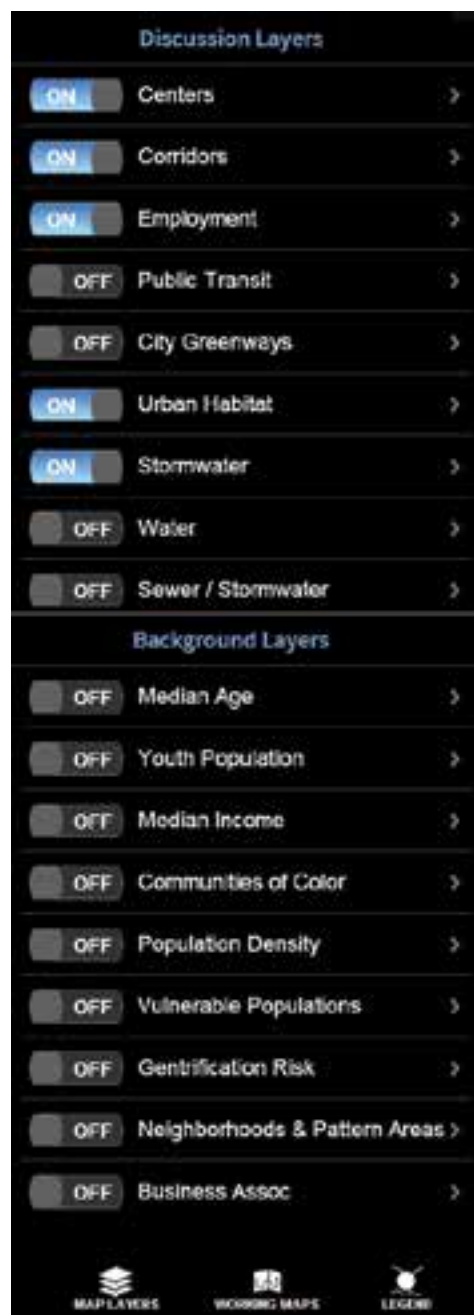 Discussion Layers
ON Centers >
ON Corridors >
ON Employment >
OFF Public Transit >
OFF City Greenways >
ON Urban Habitat >
ON Stormwater >
OFF Water >
OFF Sewer / Stormwater >
Background Layers
OFF Median Age >
OFF Youth Population >
OFF Median Income >
OFF Communities of Color >
OFF Population Density >
OFF Vulnerable Populations >
OFF Gentrification Risk >
OFF Neighborhoods & Pattern Areas >
OFF Business Assoc >
MAP LAYERS WORKING MAPS LEGEND